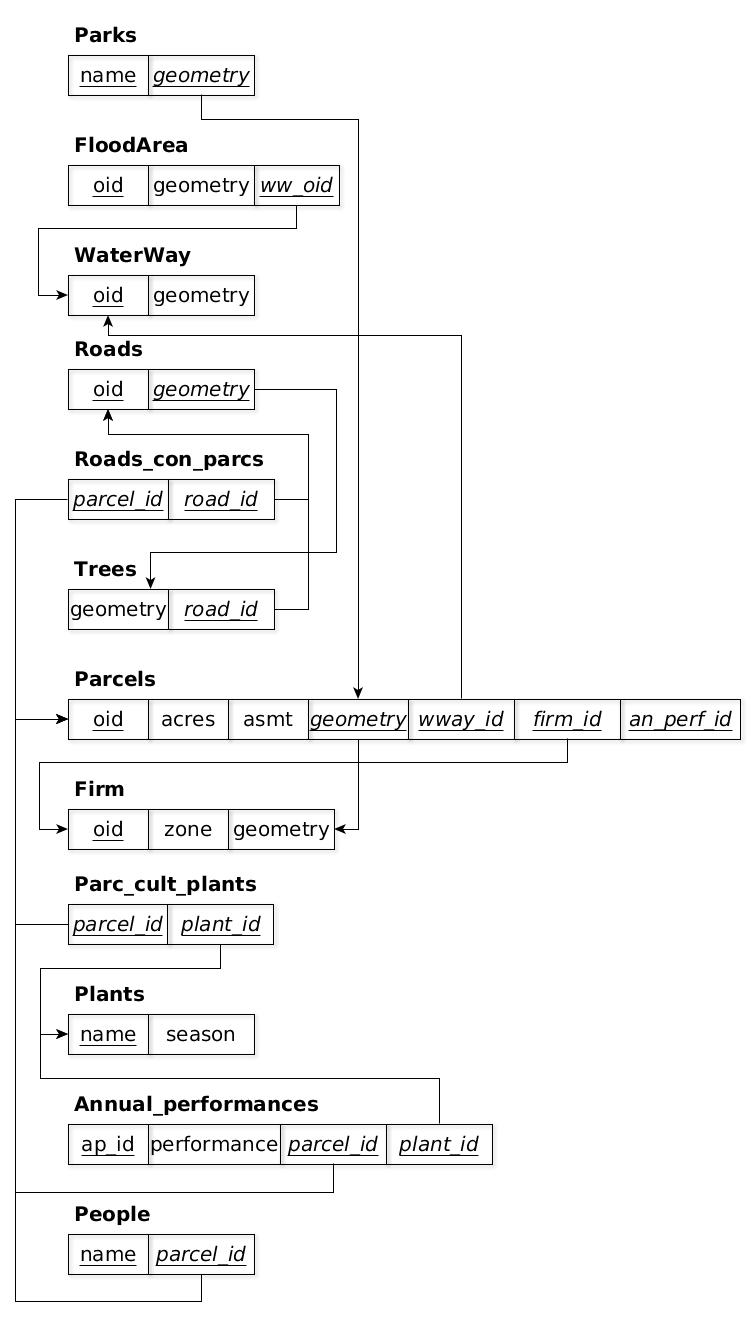 Parks
name geometry
FloodArea
oid geometry ww_oid
WaterWay
oid geometry
Roads
oid geometry
Roads_con_parcs
parcel_id road_id
Trees
geometry road_id
Parcels
oid acres asmt geometry wway_id firm_id an_perf_id
Firm
oid zone geometry
Parc_cult_plants
parcel_id plant_id
Plants
name season
Annual_performances
ap_id performance parcel_id plant_id
People
name parcel_id